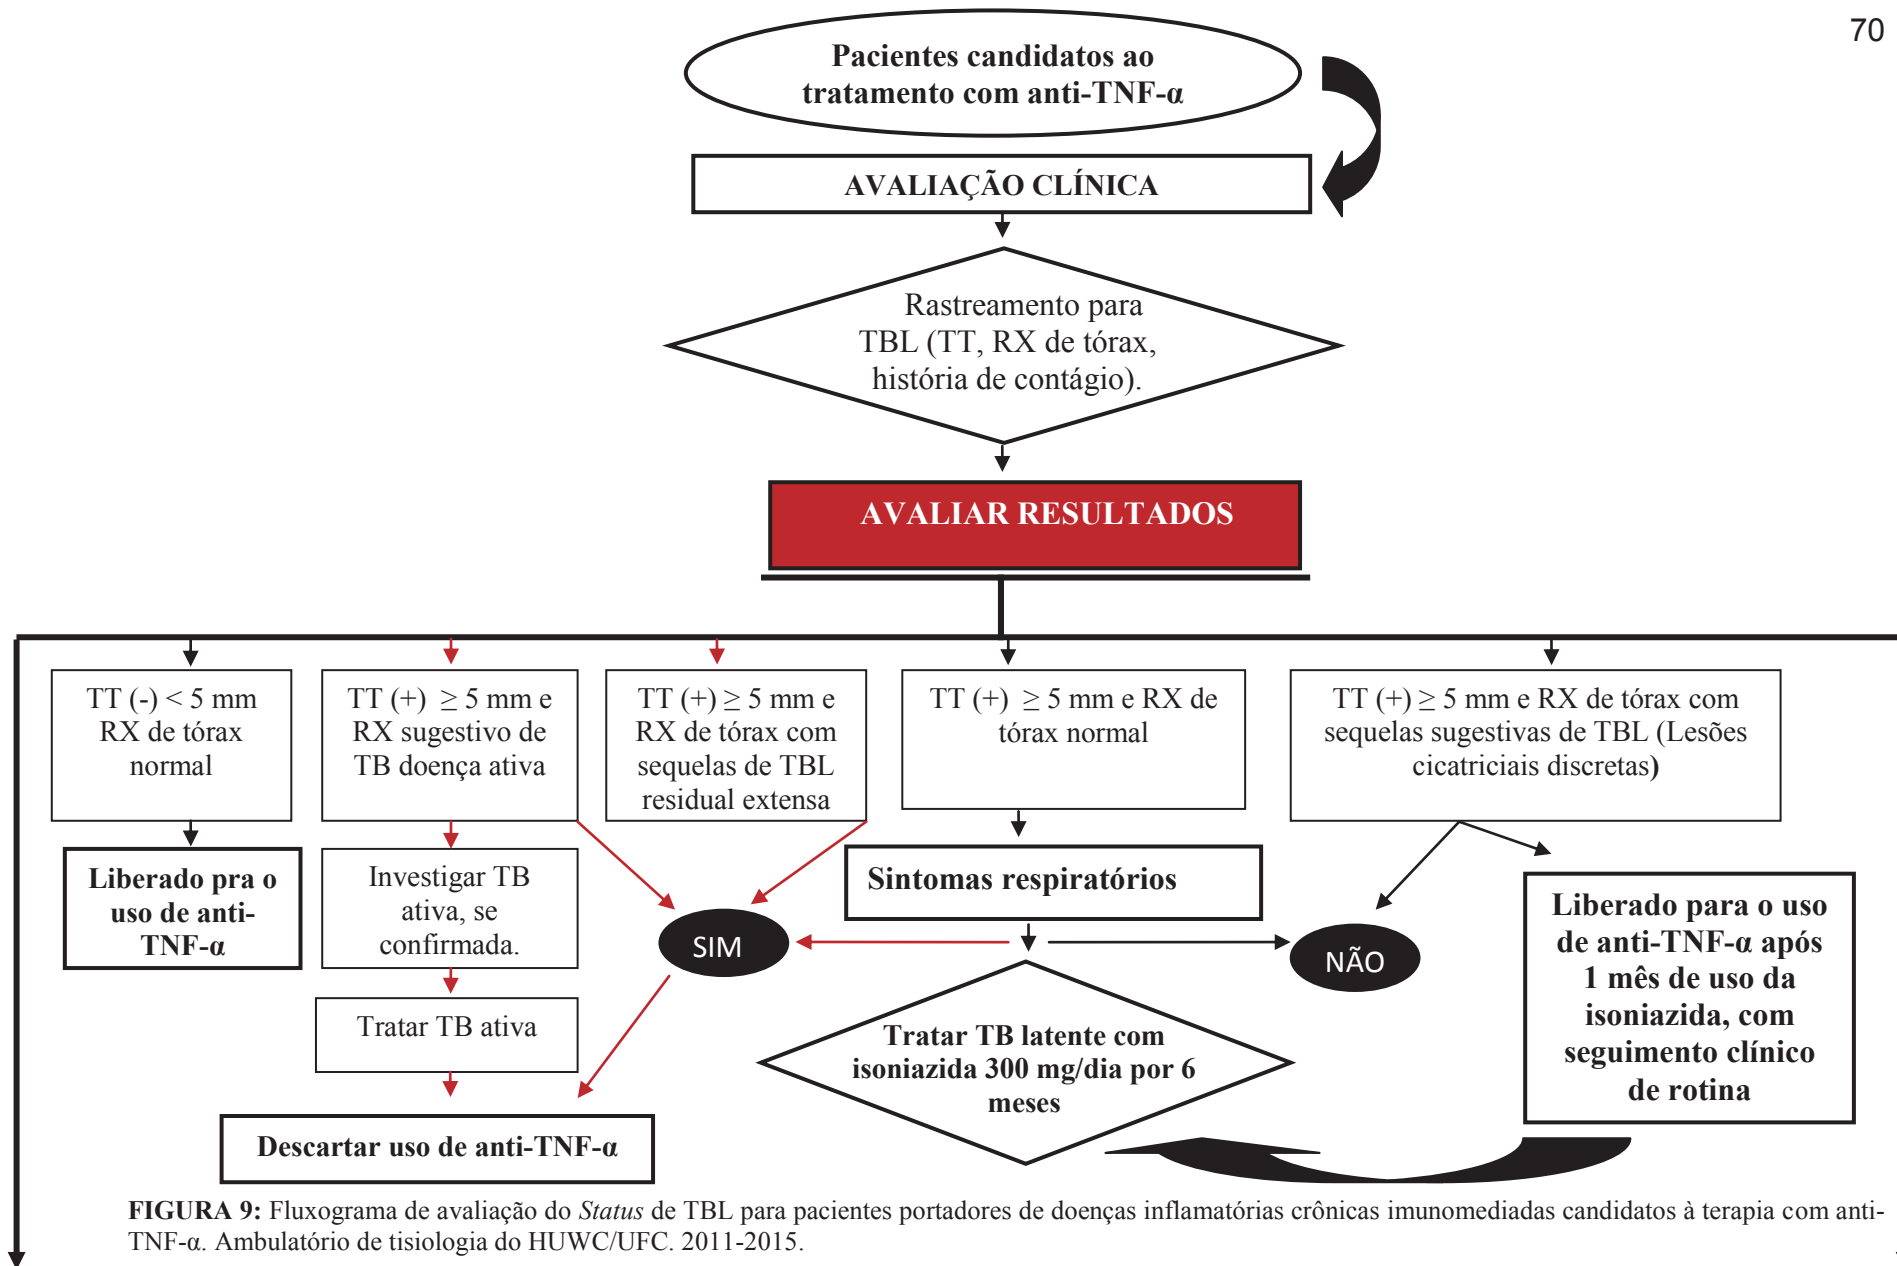 70
Pacientes candidatos ao
tratamento com anti-TNF-α
AVALIAÇÃO CLÍNICA
Rastreamento para
TBL (TT, RX de tórax,
história de contágio).
AVALIAR RESULTADOS
TT (-) < 5 mm
RX de tórax
normal
TT (+) ≥ 5 mm e
RX sugestivo de
TB doença ativa
TT (+) ≥ 5 mm e
RX de tórax com
sequelas de TBL
residual extensa
TT (+) ≥ 5 mm e RX de
tórax normal
TT (+) ≥ 5 mm e RX de tórax com
sequelas sugestivas de TBL (Lesões
cicatriciais discretas)
Liberado pra o
uso de anti-
TNF-α
Investigar TB
ativa, se
confirmada.
Sintomas respiratórios
SIM
NÃO
Liberado para o uso
de anti-TNF-α após
1 mês de uso da
isoniazida, com
seguimento clínico
de rotina
Tratar TB ativa
Tratar TB latente com
isoniazida 300 mg/dia por 6
meses
Descartar uso de anti-TNF-α
FIGURA 9: Fluxograma de avaliação do Status de TBL para pacientes portadores de doenças inflamatórias crônicas imunomediadas candidatos à terapia com anti-
TNF-α. Ambulatório de tisiologia do HUWC/UFC. 2011-2015.